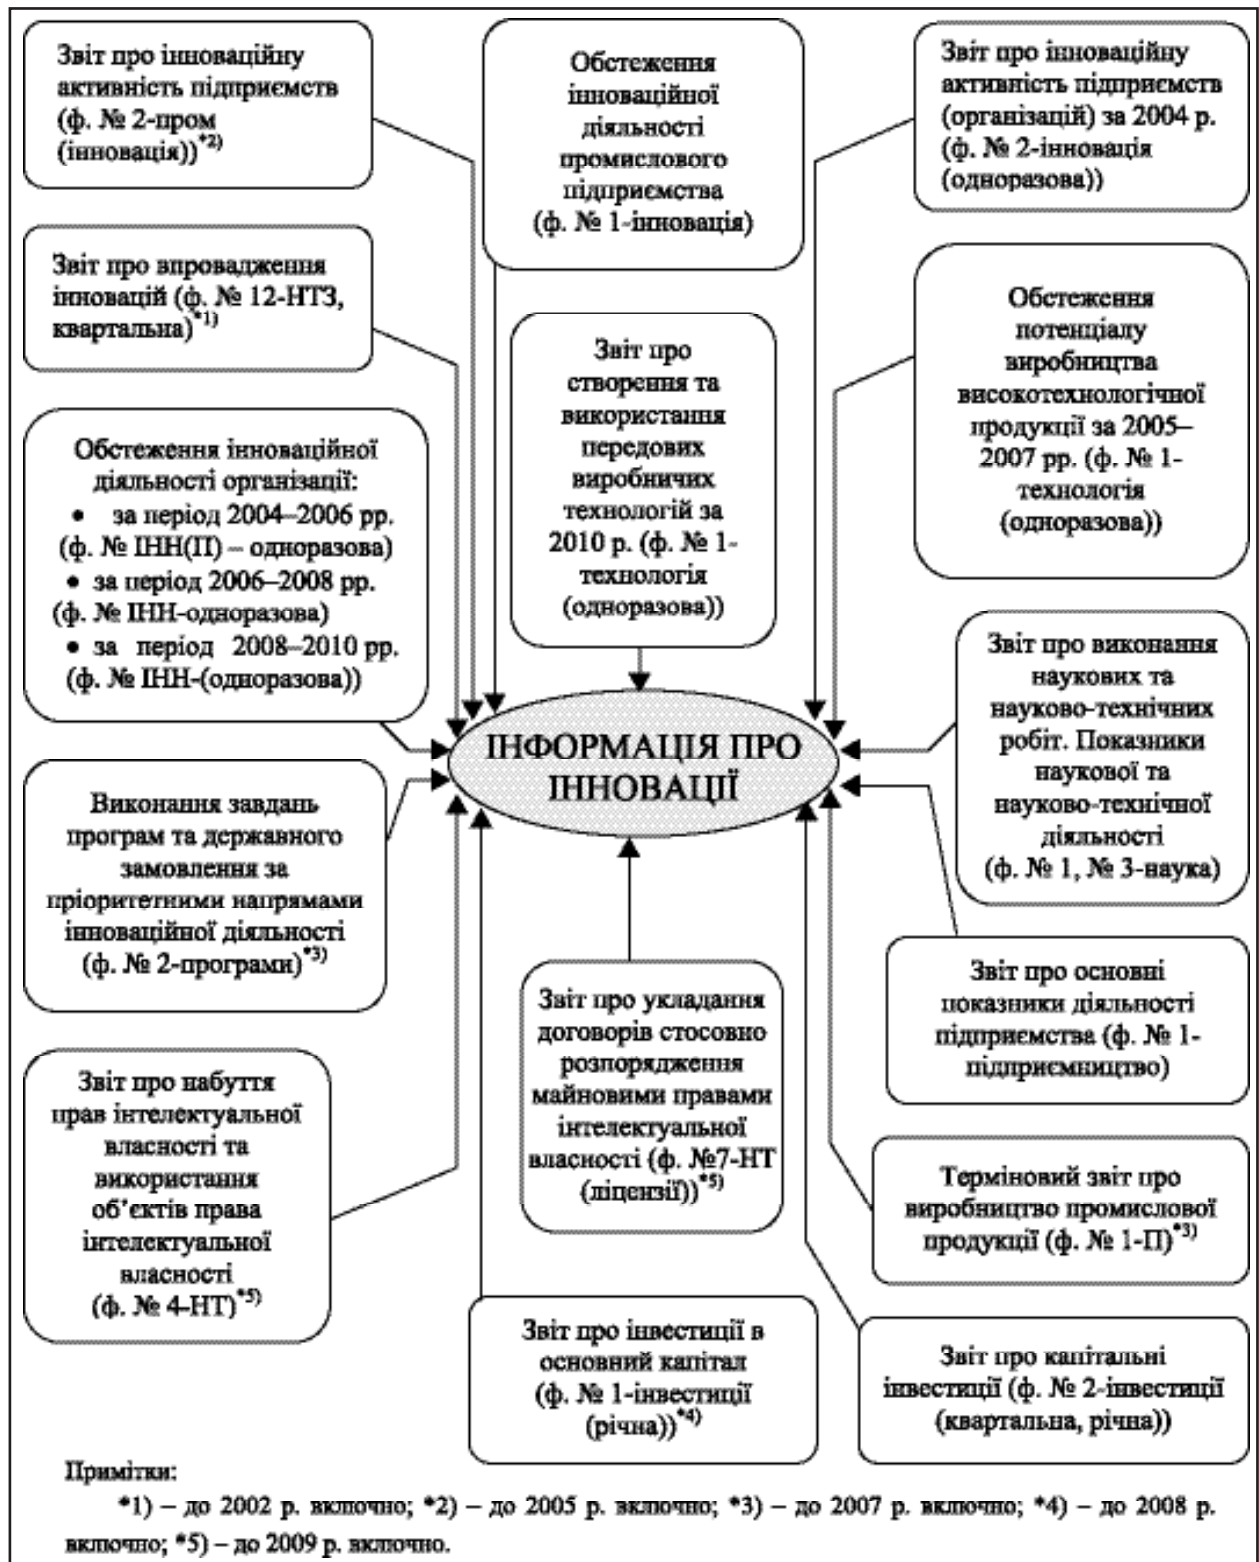 Звіт про інноваційну
активність підприємств
(ф. № 2-пром
(інновація))*2)
Обстеження
інноваційної
діяльності
промислового
підприємства
(ф. № 1-інновація)
Звіт про інноваційну
активність підприємств
(організацій) за 2004 р.
(ф. № 2-інновація
(одноразова))
Звіт про впровадження
інновацій (ф. № 12-НТЗ,
квартальна)*1)
Звіт про
створення та
використання
передових
виробничих
технологій за
2010 р. (ф. № 1-
технологія
(одноразова))
Обстеження
потенціалу
виробництва
високотехнологічної
продукції за 2005–
2007 рр. (ф. № 1-
технологія
(одноразова))
Обстеження інноваційної
діяльності організації:
• за період 2004–2006 рр.
(ф. № ІНН(П) – одноразова)
• за період 2006–2008 рр.
(ф. № ІНН-одноразова)
• за період 2008–2010 рр.
(ф. № ІНН-(одноразова))
Звіт про виконання
наукових та
науково-технічних
робіт. Показники
наукової та
науково-технічної
діяльності
(ф. № 1, № 3-наука)
ІНФОРМАЦІЯ ПРО
ІННОВАЦІЇ
Виконання завдань
програм та державного
замовлення за
пріоритетними напрямами
інноваційної діяльності
(ф. № 2-програми)*3)
Звіт про основні
показники діяльності
підприємства (ф. № 1-
підприємництво)
Звіт про укладання
договорів стосовно
розпорядження
майновими правами
інтелектуальної
власності (ф. №7-НТ
(ліцензії))*5)
Звіт про набуття
прав інтелектуальної
власності та
використання
об’єктів права
інтелектуальної
власності
(ф. № 4-НТ)*5)
Терміновий звіт про
виробництво промислової
продукції (ф. № 1-П)*3)
Звіт про інвестиції в
основний капітал
(ф. № 1-інвестиції
(річна))*4)
Звіт про капітальні
інвестиції (ф. № 2-інвестиції
(квартальна, річна))
Примітки:
*1) – до 2002 р. включно; *2) – до 2005 р. включно; *3) – до 2007 р. включно; *4) – до 2008 р.
включно; *5) – до 2009 р. включно.